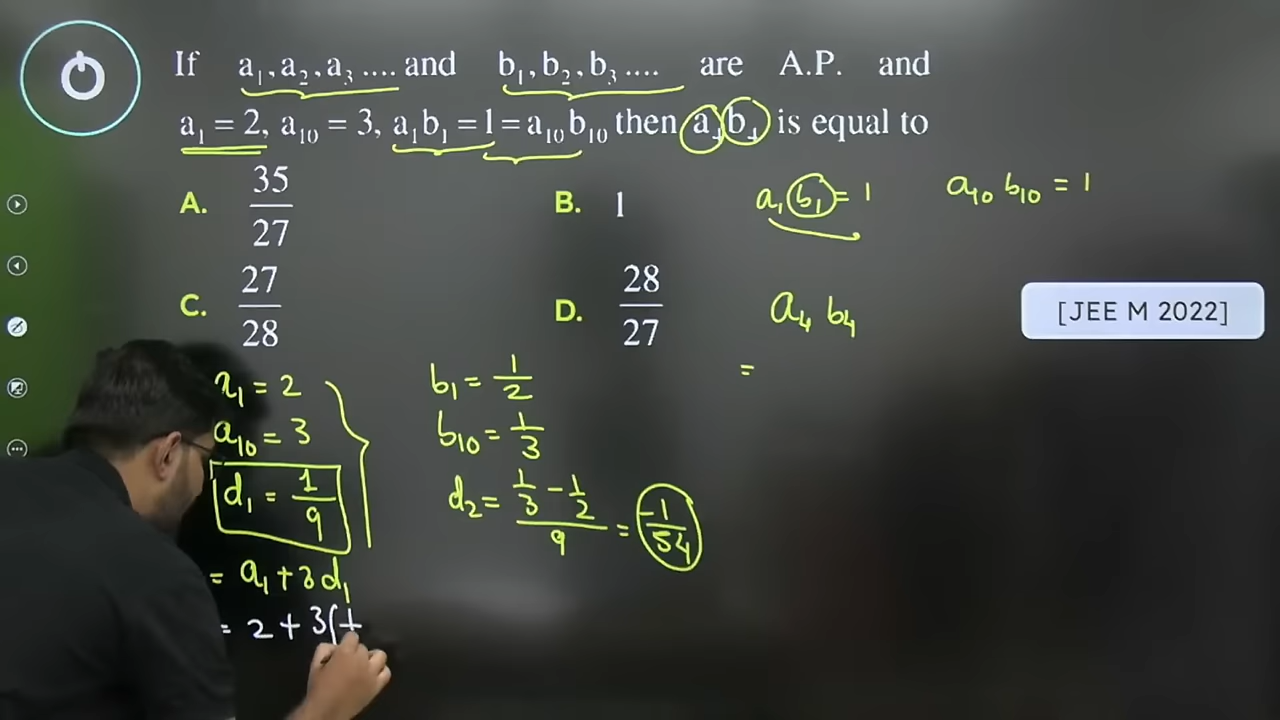 If a₁, a₂, a₃ .... and b₁, b₂, b₃ .... are A.P. and
a₁ = 2, a₁₀ = 3, a₁b₁ = 1 = a₁₀b₁₀ then a₄b₄ is equal to
A. 35/27
B. 1
C. 27/28
D. 28/27
a₁b₁ = 1
a₁₀ b₁₀ = 1
[JEE M 2022]
a₄ b₄
=
a₁ = 2
a₁₀ = 3
d₁ = 1/9
= a₁ + 3d₁
= 2 + 3(1
b₁ = 1/2
b₁₀ = 1/3
d₂ = (1/3 - 1/2)/9 = -1/54